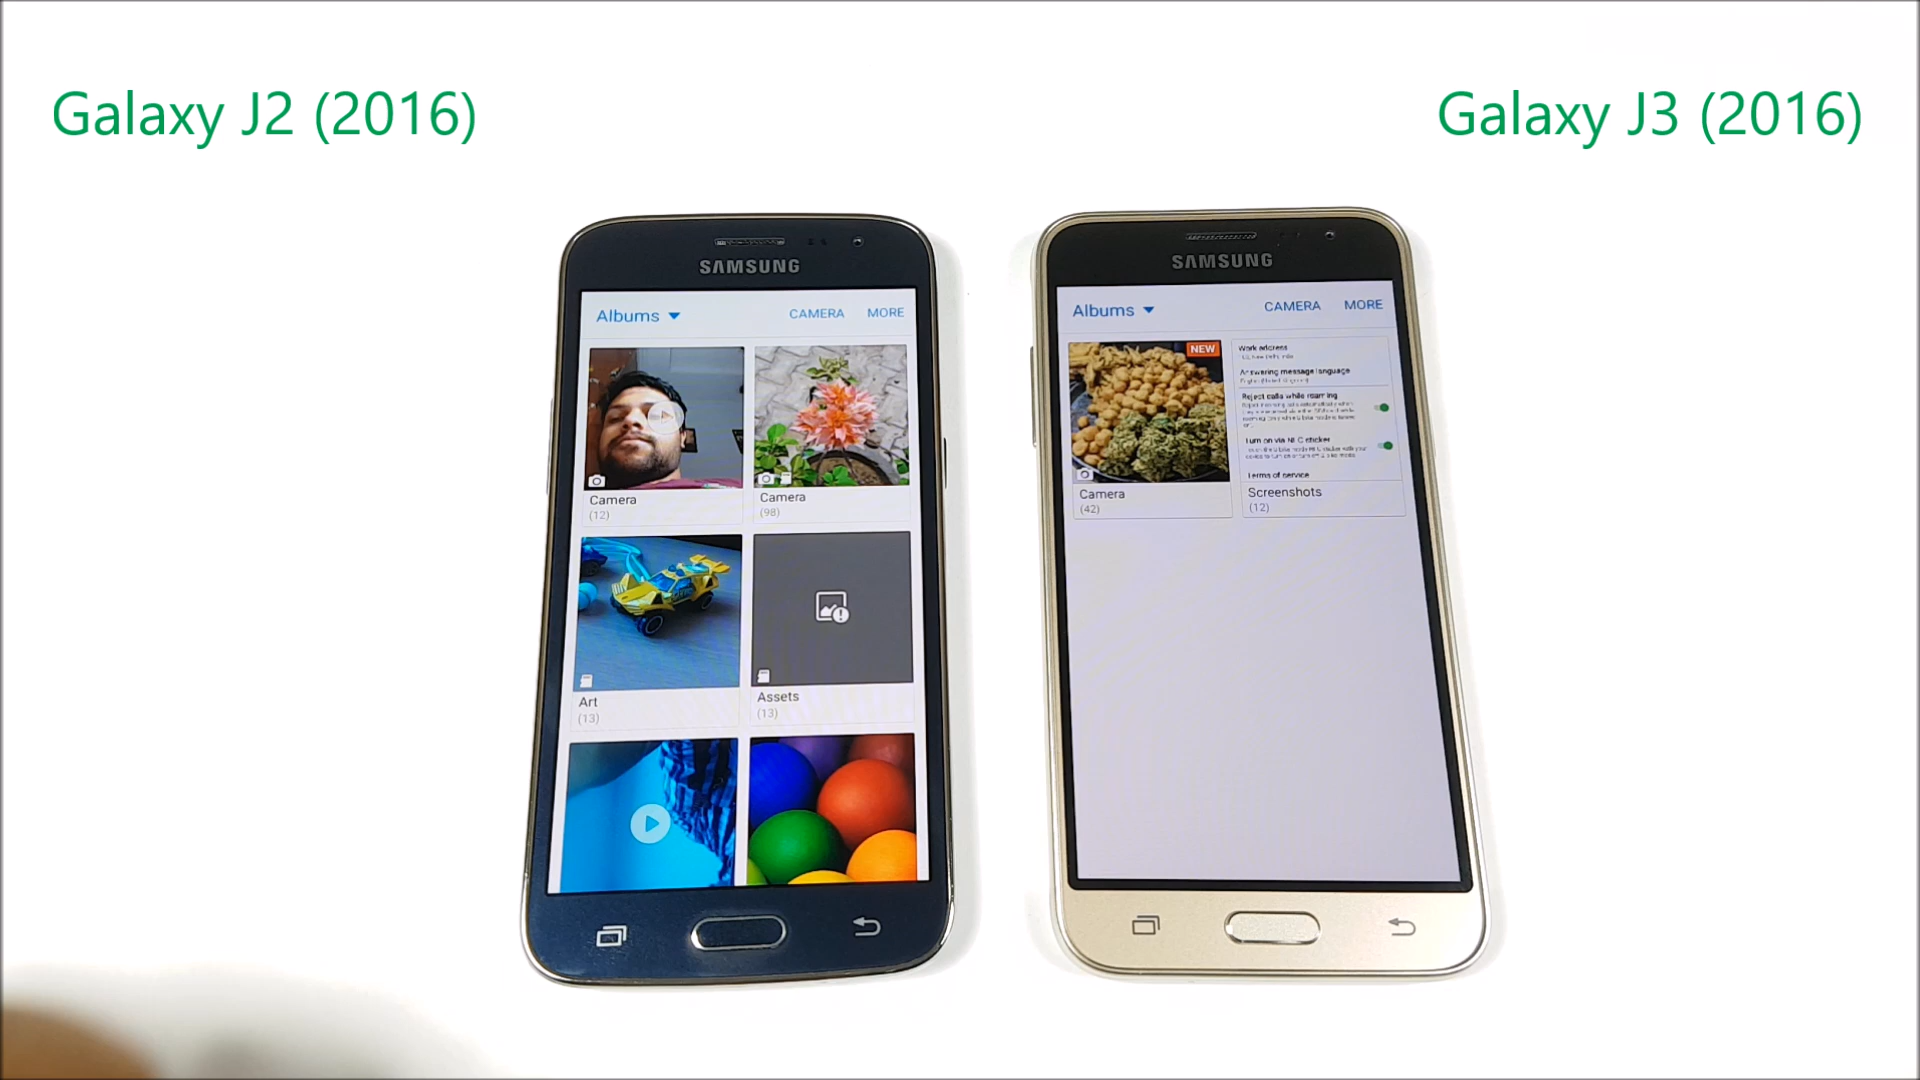 Galaxy J2 (2016)
Galaxy J3 (2016)
SAMSUNG
Albums CAMERA MORE
Camera
(12)
Camera
(98)
Art
(13)
Assets
(13)
SAMSUNG
Albums CAMERA MORE
NEW
Camera
(42)
Work address
Answering message language
Reject calls while roaming
Turn on via NFC sticker
Terms of service
Screenshots
(12)